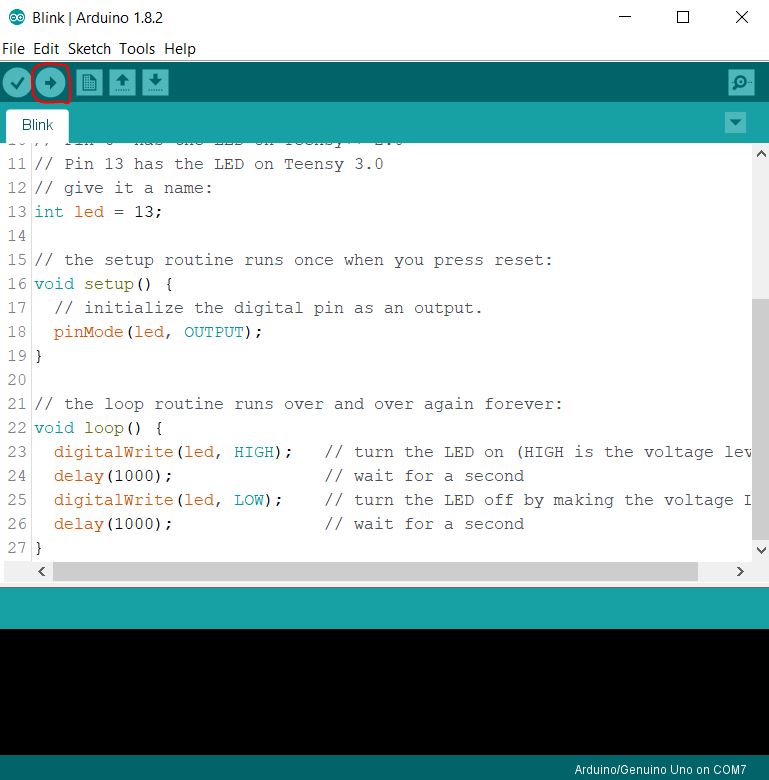 Blink | Arduino 1.8.2
File Edit Sketch Tools Help
Blink
11 // Pin 13 has the LED on Teensy 3.0
12 // give it a name:
13 int led = 13;
14
15 // the setup routine runs once when you press reset:
16 void setup() {
17   // initialize the digital pin as an output.
18   pinMode(led, OUTPUT);
19 }
20
21 // the loop routine runs over and over again forever:
22 void loop() {
23   digitalWrite(led, HIGH);   // turn the LED on (HIGH is the voltage lev
24   delay(1000);               // wait for a second
25   digitalWrite(led, LOW);    // turn the LED off by making the voltage
26   delay(1000);               // wait for a second
27 }
Arduino/Genuino Uno on COM7